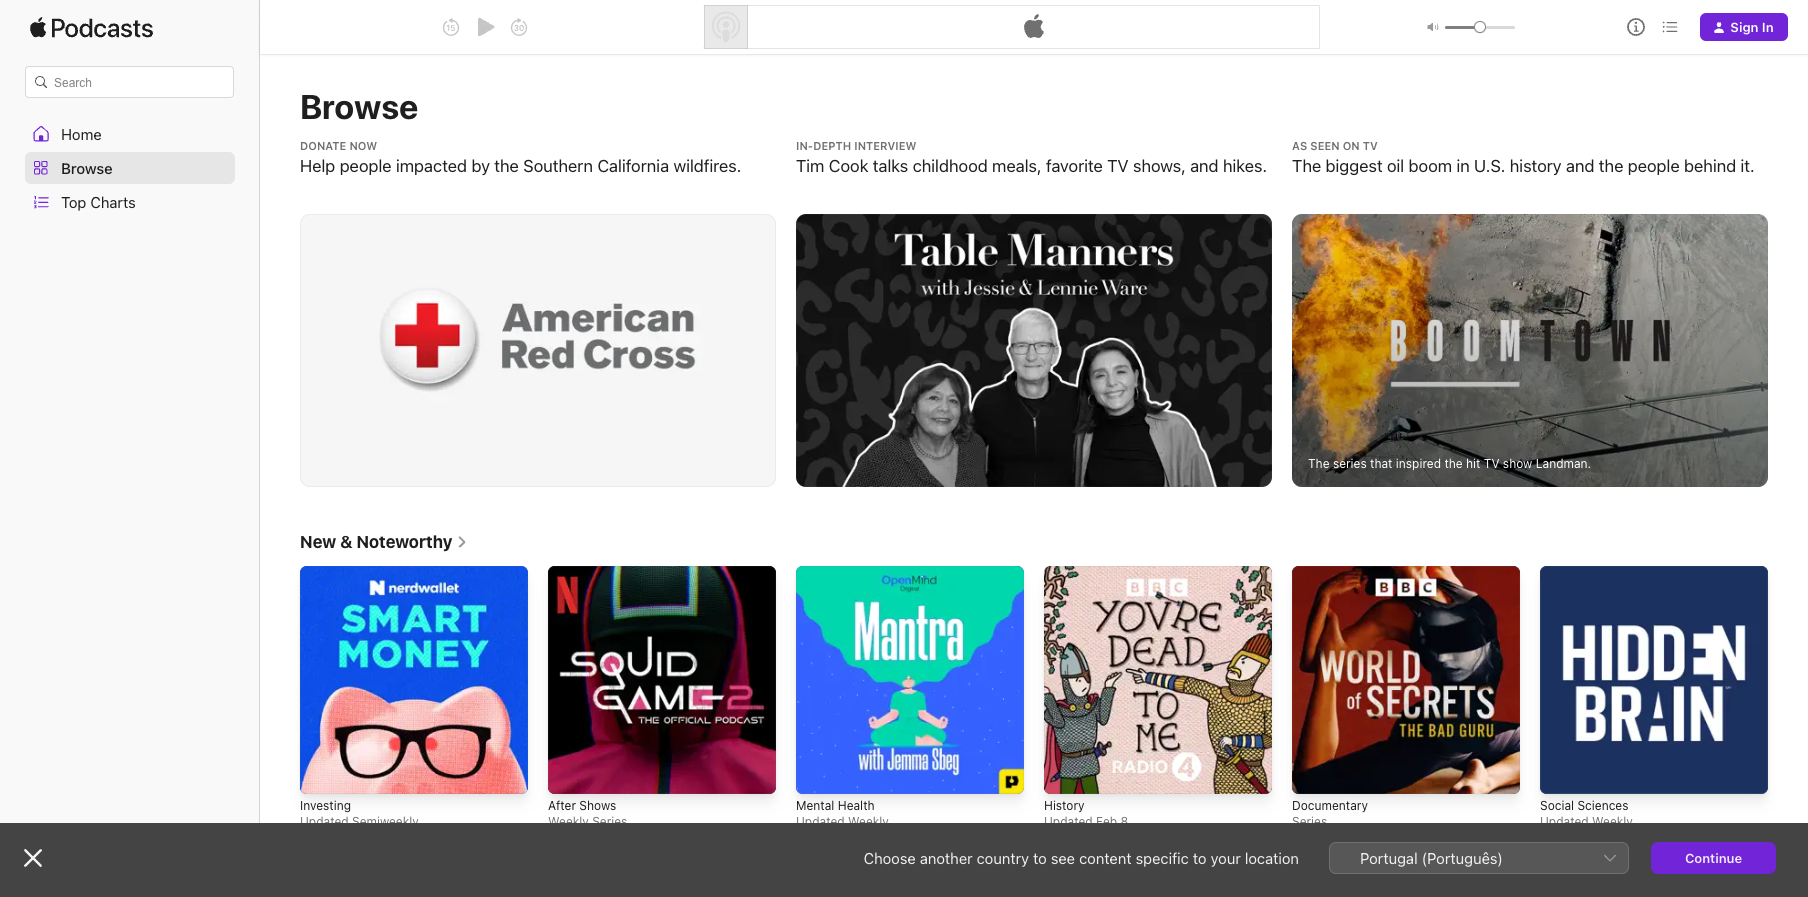 Podcasts
Search
Home
Browse
Top Charts
15
30
Sign In
Browse
DONATE NOW
Help people impacted by the Southern California wildfires.
IN-DEPTH INTERVIEW
Tim Cook talks childhood meals, favorite TV shows, and hikes.
AS SEEN ON TV
The biggest oil boom in U.S. history and the people behind it.
American
Red Cross
Table Manners
with Jessie & Lennie Ware
BOOMTOWN
The series that inspired the hit TV show Landman.
New & Noteworthy
nerdwallet
SMART
MONEY
Investing
Updated Semiweekly
N
SQUID
GAME 2
THE OFFICIAL PODCAST
After Shows
Weekly Series
OpenMind
Original
Mantra
with Jemma Sbeg
Mental Health
Updated Weekly
BBC
YOU'RE
DEAD
TO
ME
RADIO 4
History
Updated Feb 8
BBC
WORLD
of SECRETS
THE BAD GURU
Documentary
Series
HIDDEN
BRAIN
Social Sciences
Updated Weekly
Choose another country to see content specific to your location
Portugal (Português)
Continue